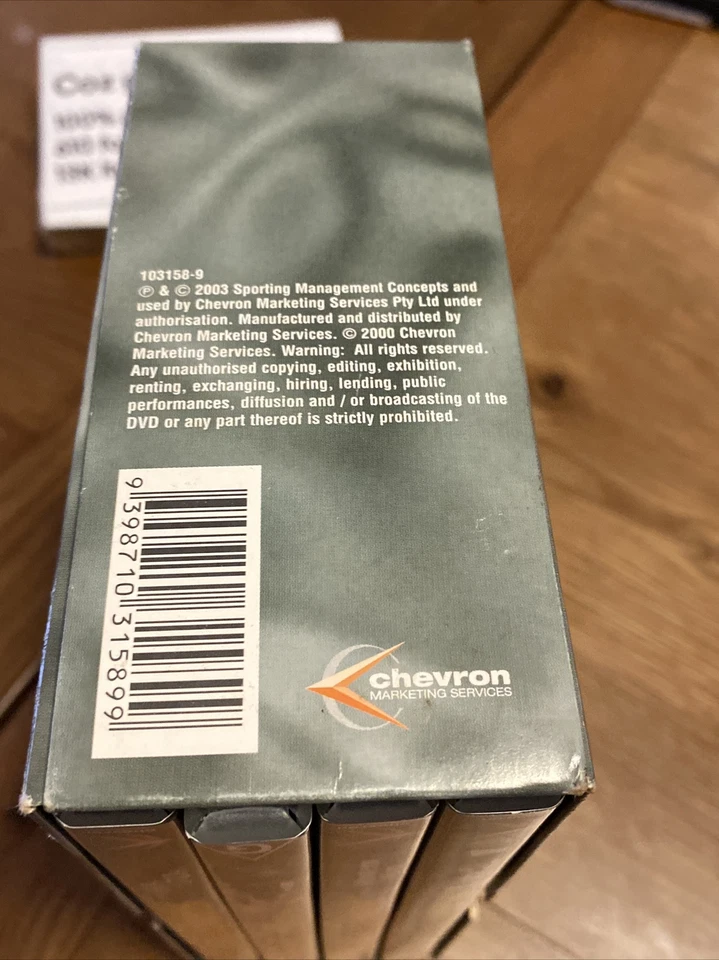 103158-9
℗ & © 2003 Sporting Management Concepts and
used by Chevron Marketing Services Pty Ltd under
authorisation. Manufactured and distributed by
Chevron Marketing Services. © 2000 Chevron
Marketing Services. Warning: All rights reserved.
Any unauthorised copying, editing, exhibition,
renting, exchanging, hiring, lending, public
performances, diffusion and / or broadcasting of the
DVD or any part thereof is strictly prohibited.
9 398710 315899
chevron
MARKETING SERVICES
100%